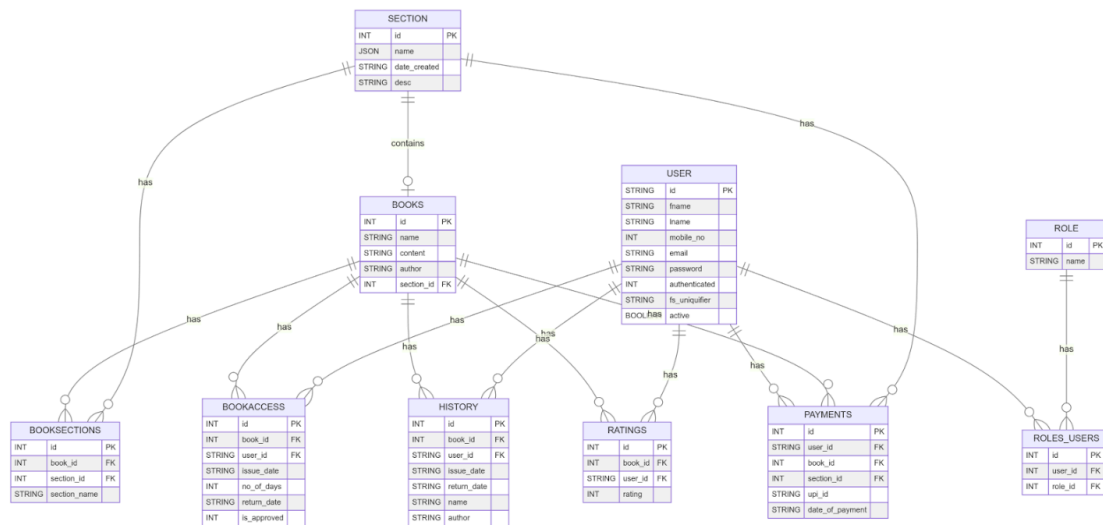 SECTION
INT id PK
JSON name
STRING date_created
STRING desc
has
contains
has
BOOKS
INT id PK
STRING name
STRING content
STRING author
INT section_id FK
USER
STRING id PK
STRING fname
STRING lname
INT mobile_no
STRING email
STRING password
INT authenticated
STRING fs_uniquifier
active
ROLE
INT id PK
STRING name
has
has
has
has
has
has
has
has
has
has
BOOKSECTIONS
INT id PK
INT book_id FK
INT section_id FK
STRING section_name
BOOKACCESS
INT id PK
INT book_id FK
STRING user_id FK
STRING issue_date
INT no_of_days
STRING return_date
INT is_approved
HISTORY
INT id PK
INT book_id FK
STRING user_id FK
STRING issue_date
STRING return_date
STRING name
STRING author
RATINGS
INT id PK
INT book_id FK
STRING user_id FK
INT rating
PAYMENTS
INT id PK
STRING user_id FK
INT book_id FK
INT section_id FK
STRING upi_id
STRING date_of_payment
ROLES_USERS
INT id PK
INT user_id FK
INT role_id FK